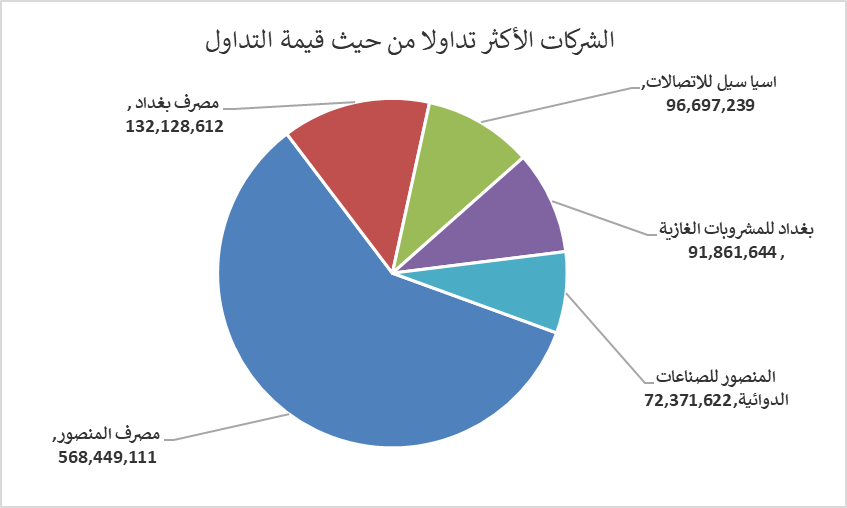 الشركات الأكثر تداولا من حيث قيمة التداول
اسيا سيل للاتصالات,
96,697,239
مصرف بغداد ,
132,128,612
بغداد للمشروبات الغازية
, 91,861,644
المنصور للصناعات
الدوائية, 72,371,622
مصرف المنصور,
568,449,111